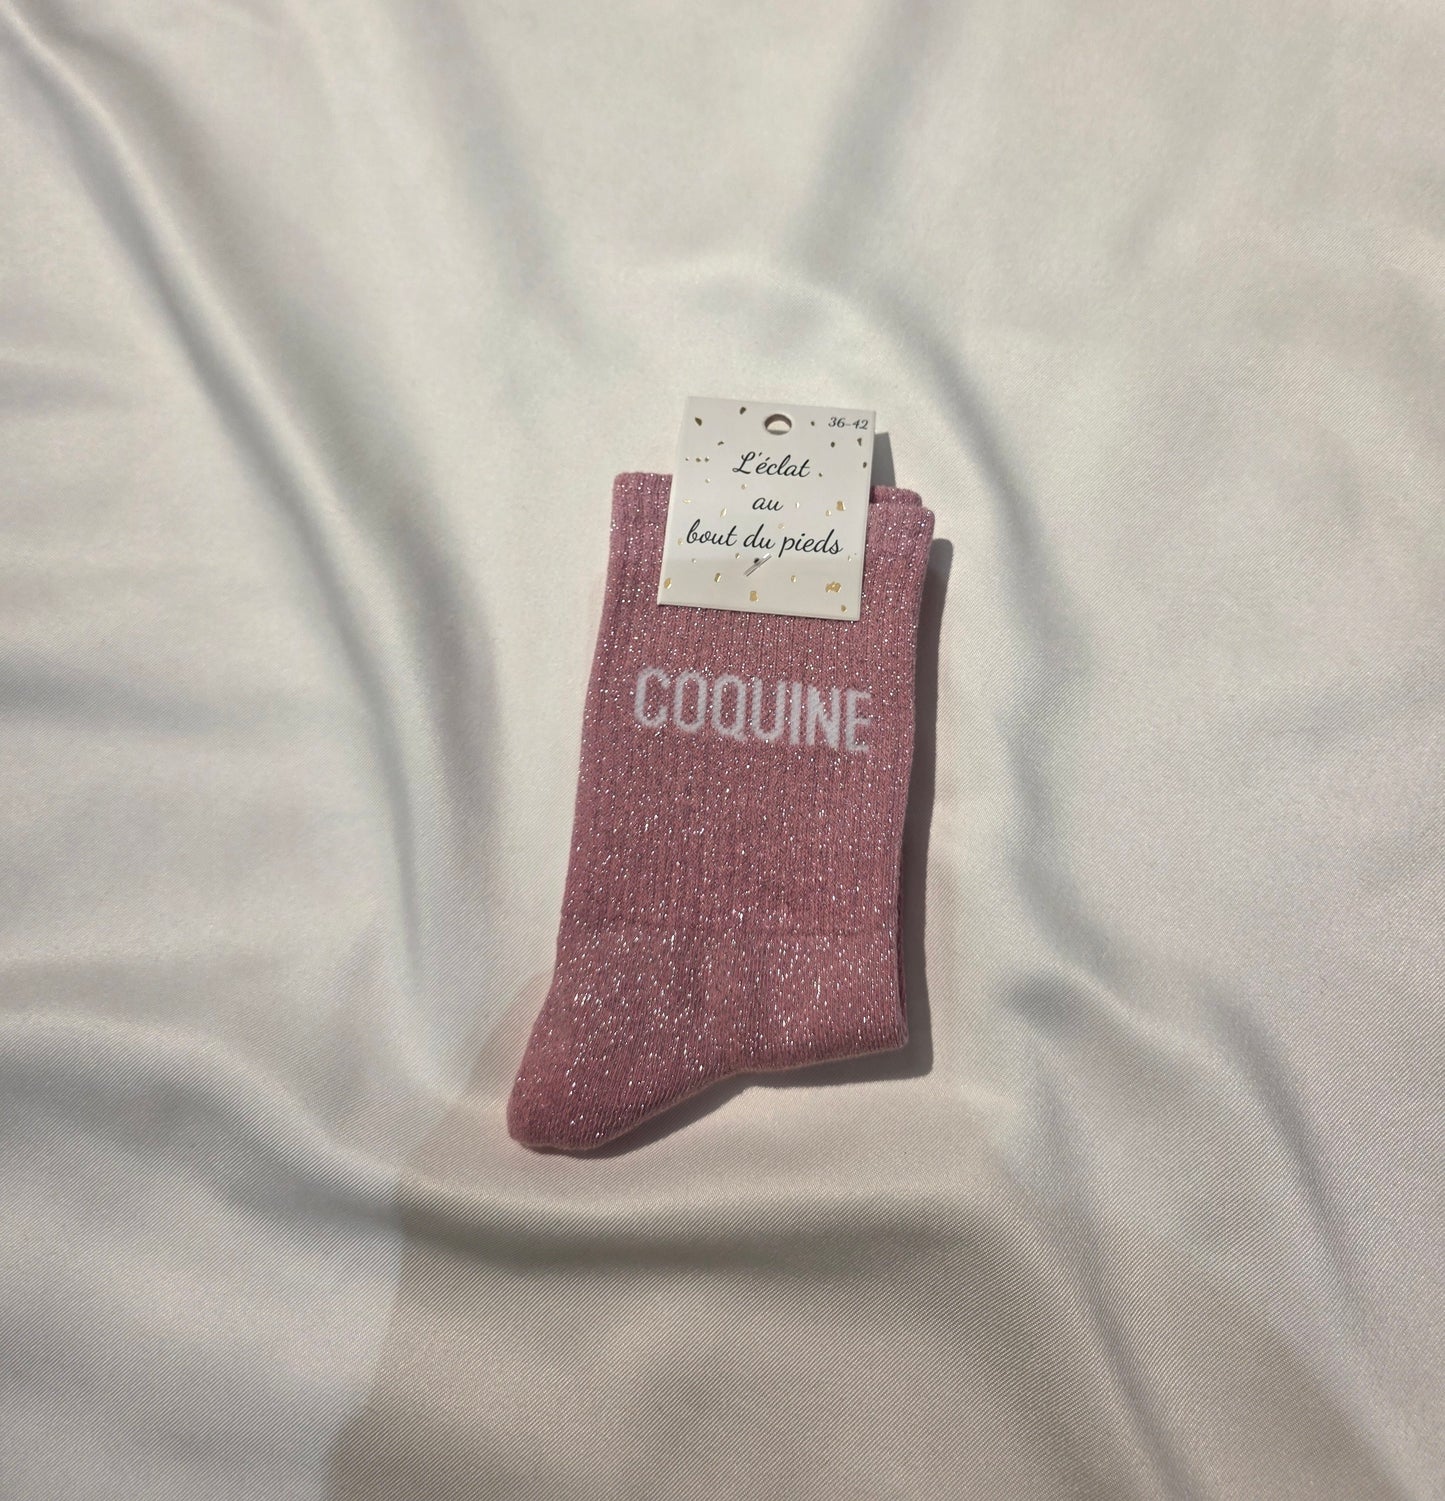 36-42
L'éclat
au
bout du pieds
COQUINE